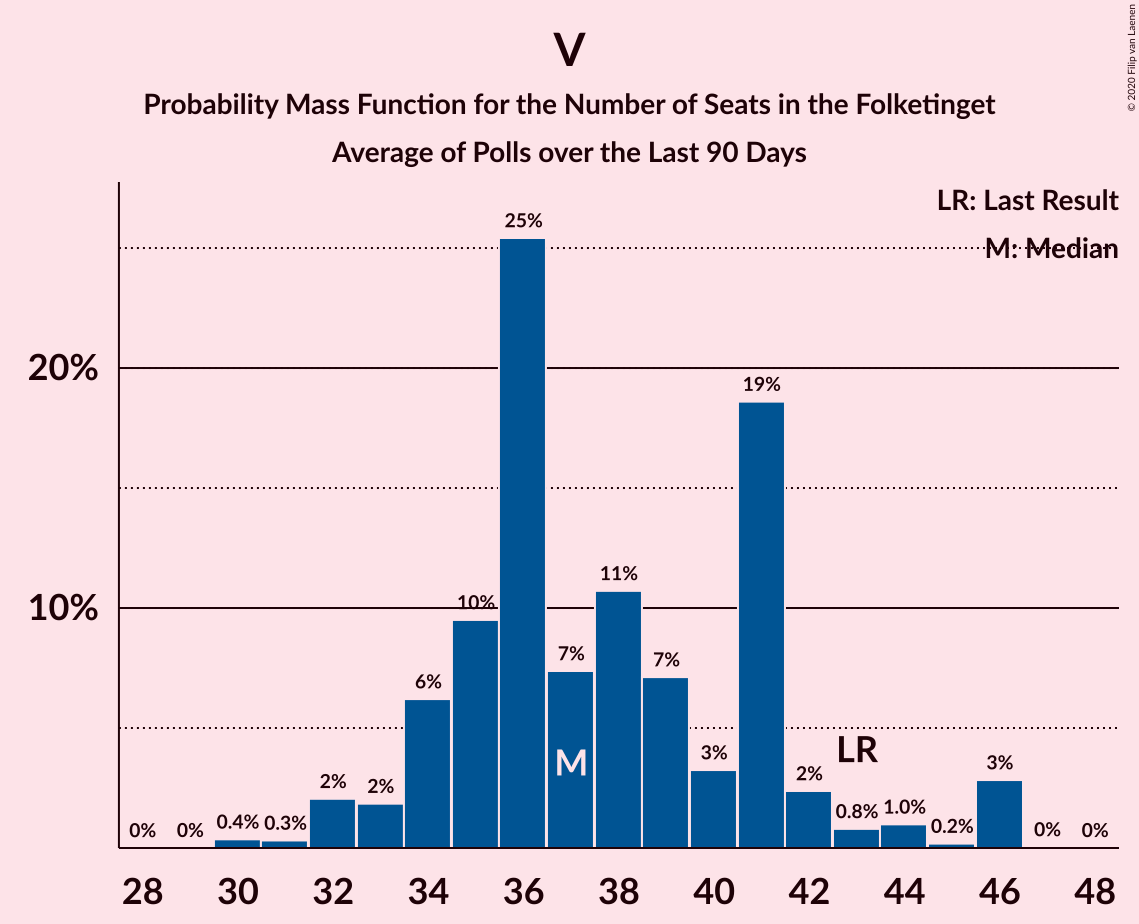 V
Probability Mass Function for the Number of Seats in the Folketinget
Average of Polls over the Last 90 Days
© 2020 Filip van Laenen
LR: Last Result
M: Median
20%
10%
0%
0%
0.4%
0.3%
2%
2%
6%
10%
25%
7%
11%
7%
3%
19%
2%
0.8%
1.0%
0.2%
3%
0%
0%
M
LR
28 30 32 34 36 38 40 42 44 46 48